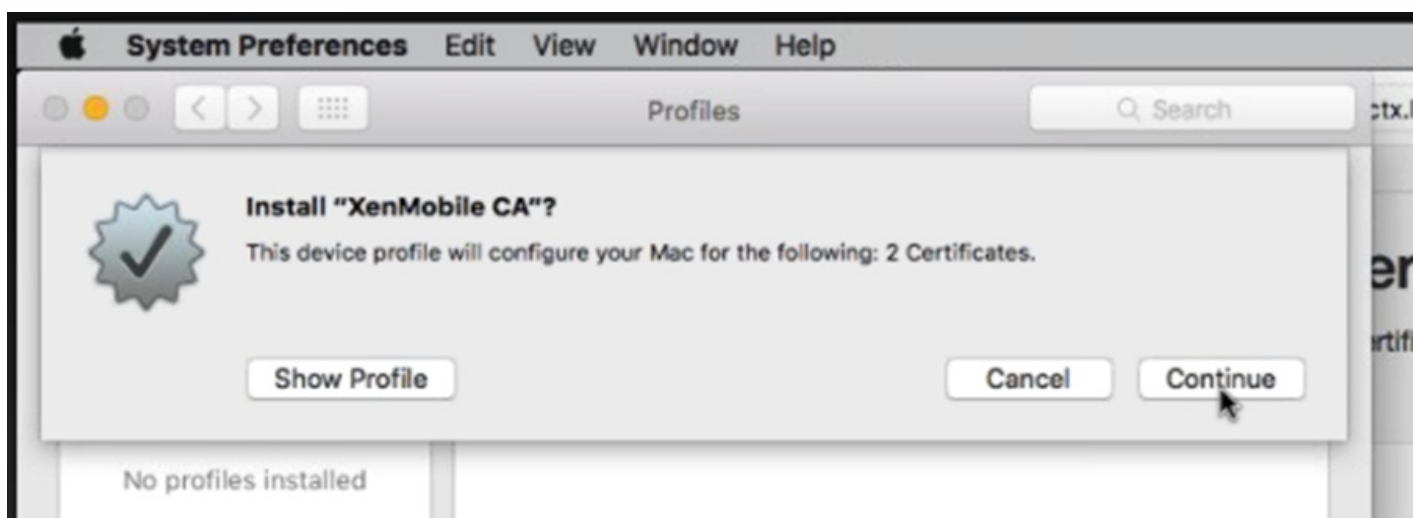 System Preferences Edit View Window Help
Profiles
Search
Install “XenMobile CA”?
This device profile will configure your Mac for the following: 2 Certificates.
Show Profile
Cancel
Continue
No profiles installed